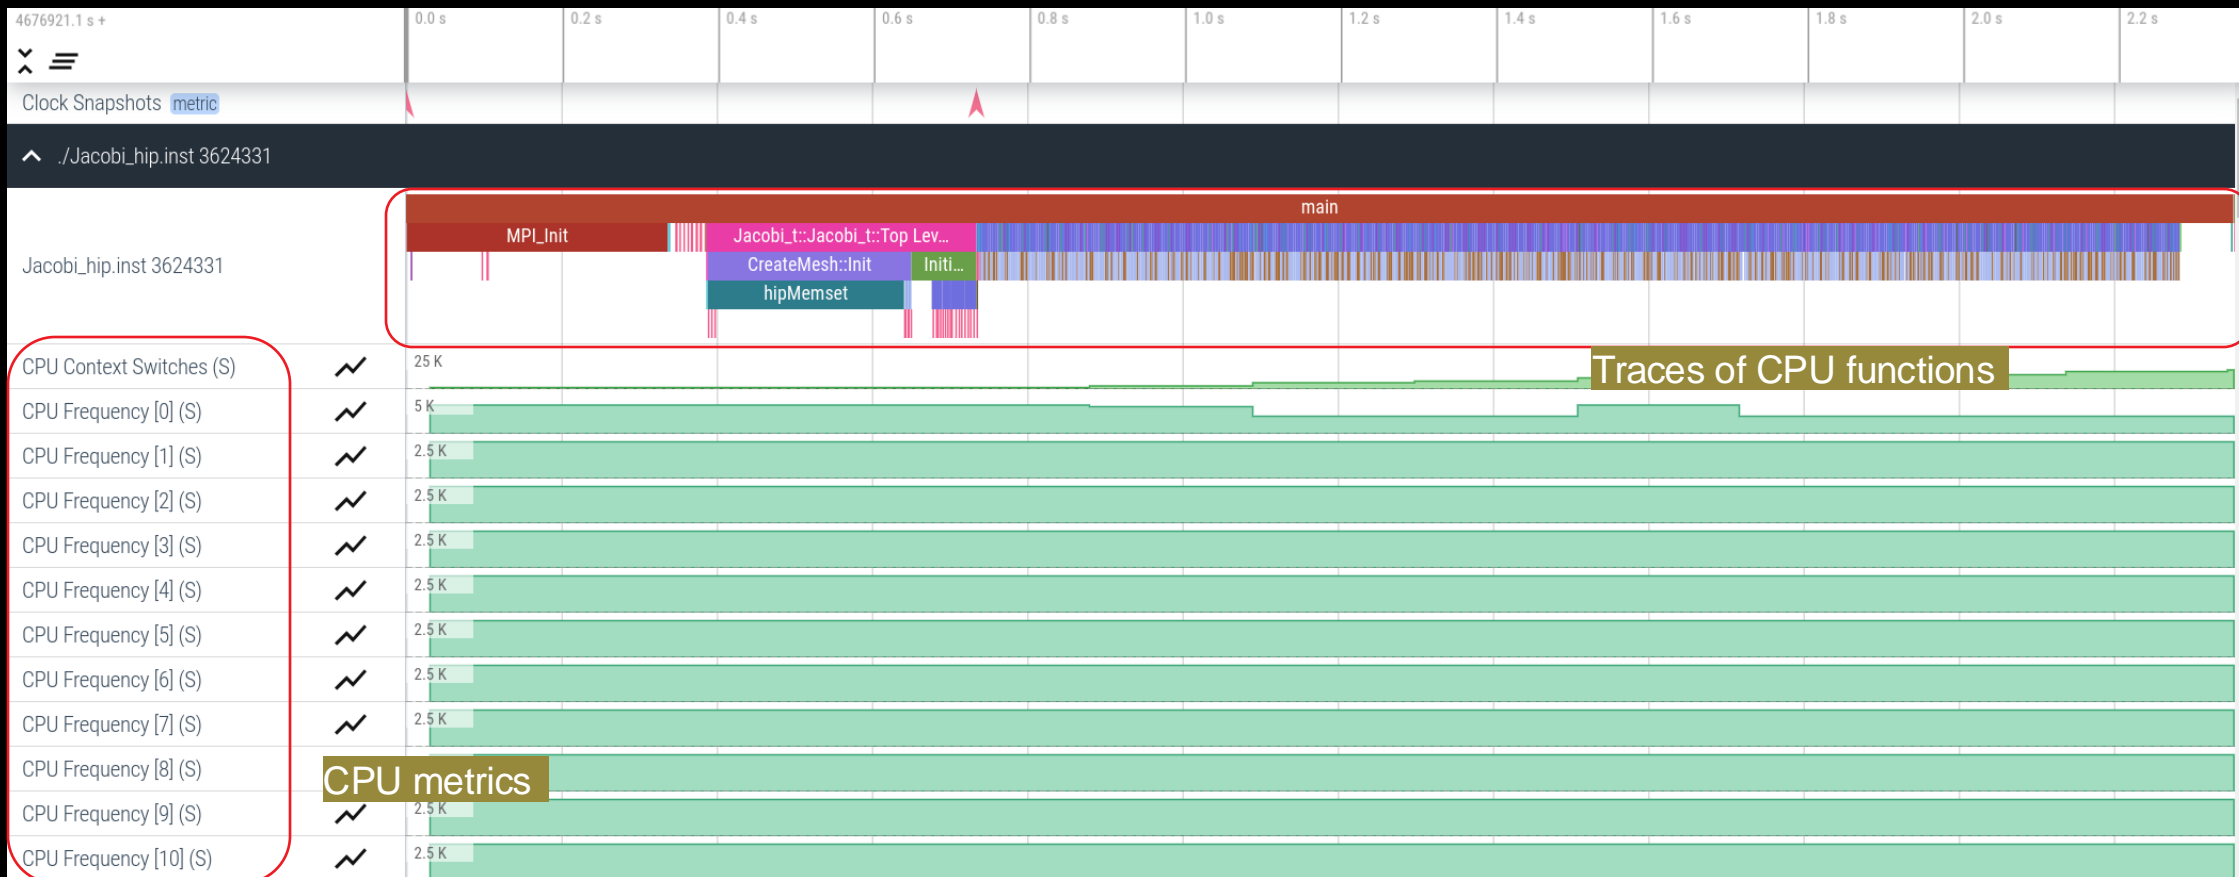 4676921.1 s +
0.0 s 0.2 s 0.4 s 0.6 s 0.8 s 1.0 s 1.2 s 1.4 s 1.6 s 1.8 s 2.0 s 2.2 s
Clock Snapshots metric
./Jacobi_hip.inst 3624331
main
MPI_Init Jacobi_t::Jacobi_t::Top Lev...
Jacobi_hip.inst 3624331 CreateMesh::Init Initi...
hipMemset
CPU Context Switches (S) 25 K
Traces of CPU functions
CPU Frequency [0] (S) 5 K
CPU Frequency [1] (S) 2.5 K
CPU Frequency [2] (S) 2.5 K
CPU Frequency [3] (S) 2.5 K
CPU Frequency [4] (S) 2.5 K
CPU Frequency [5] (S) 2.5 K
CPU Frequency [6] (S) 2.5 K
CPU Frequency [7] (S) 2.5 K
CPU Frequency [8] (S)
CPU metrics
CPU Frequency [9] (S) 2.5 K
CPU Frequency [10] (S) 2.5 K